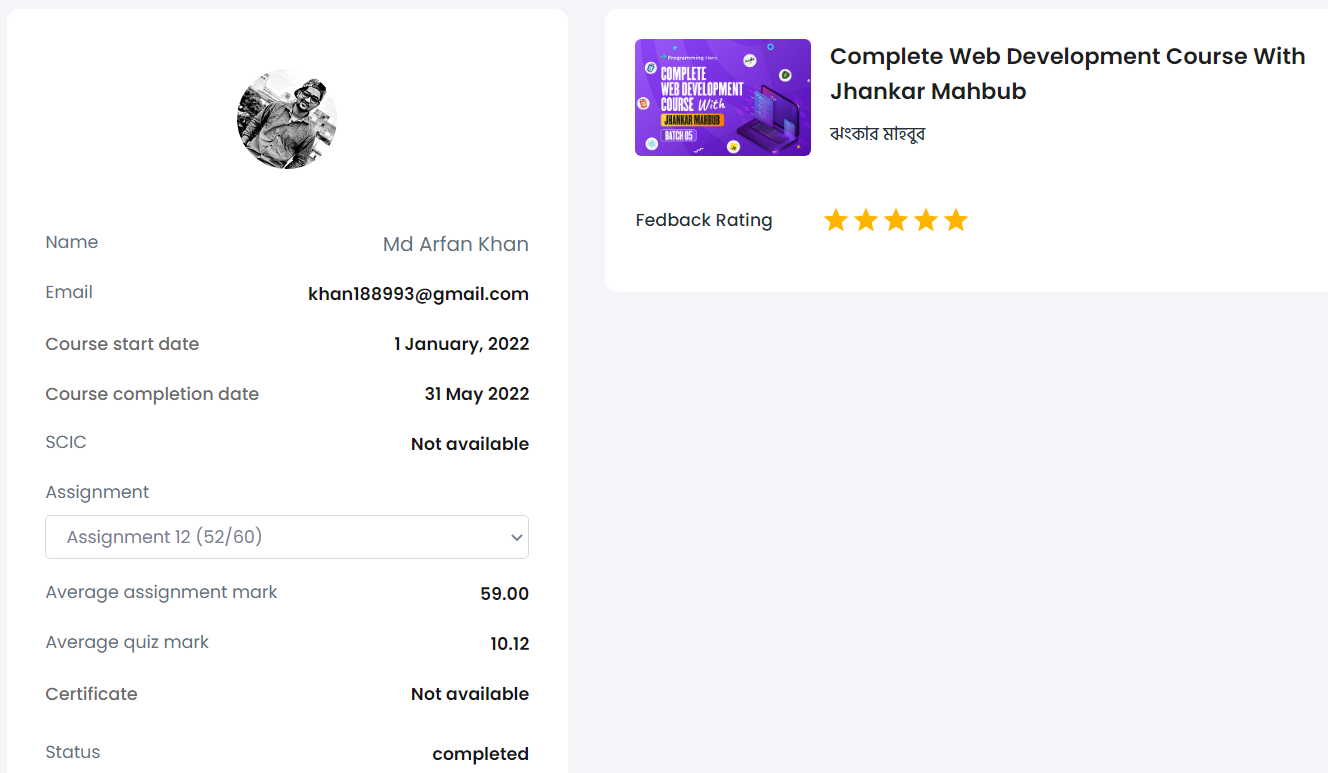 Name
Md Arfan Khan
Email
khan188993@gmail.com
Course start date
1 January, 2022
Course completion date
31 May 2022
SCIC
Not available
Assignment
Assignment 12 (52/60)
Average assignment mark
59.00
Average quiz mark
10.12
Certificate
Not available
Status
completed
Programming Hero
COMPLETE
WEB DEVELOPMENT
COURSE With
JHANKAR MAHBUB
BATCH 05
Complete Web Development Course With
Jhankar Mahbub
ঝংকার মাহবুব
Fedback Rating